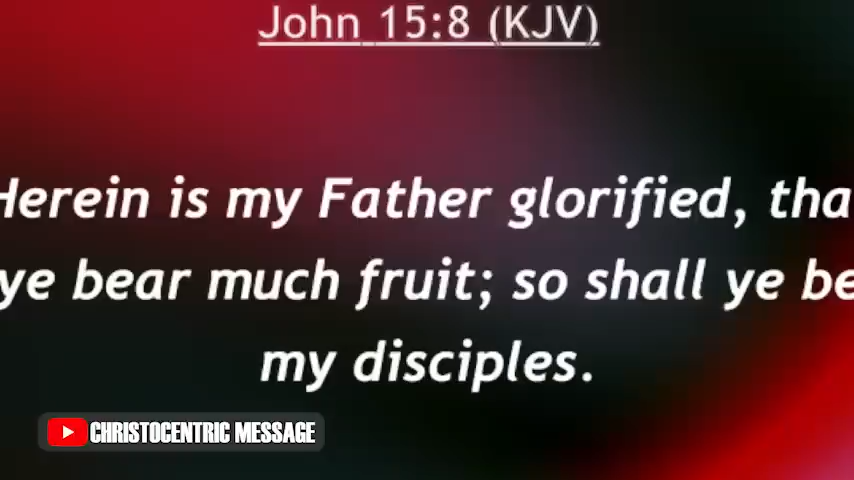 John 15:8 (KJV)
Herein is my Father glorified, tha
ye bear much fruit; so shall ye be
my disciples.
CHRISTOCENTRIC MESSAGE